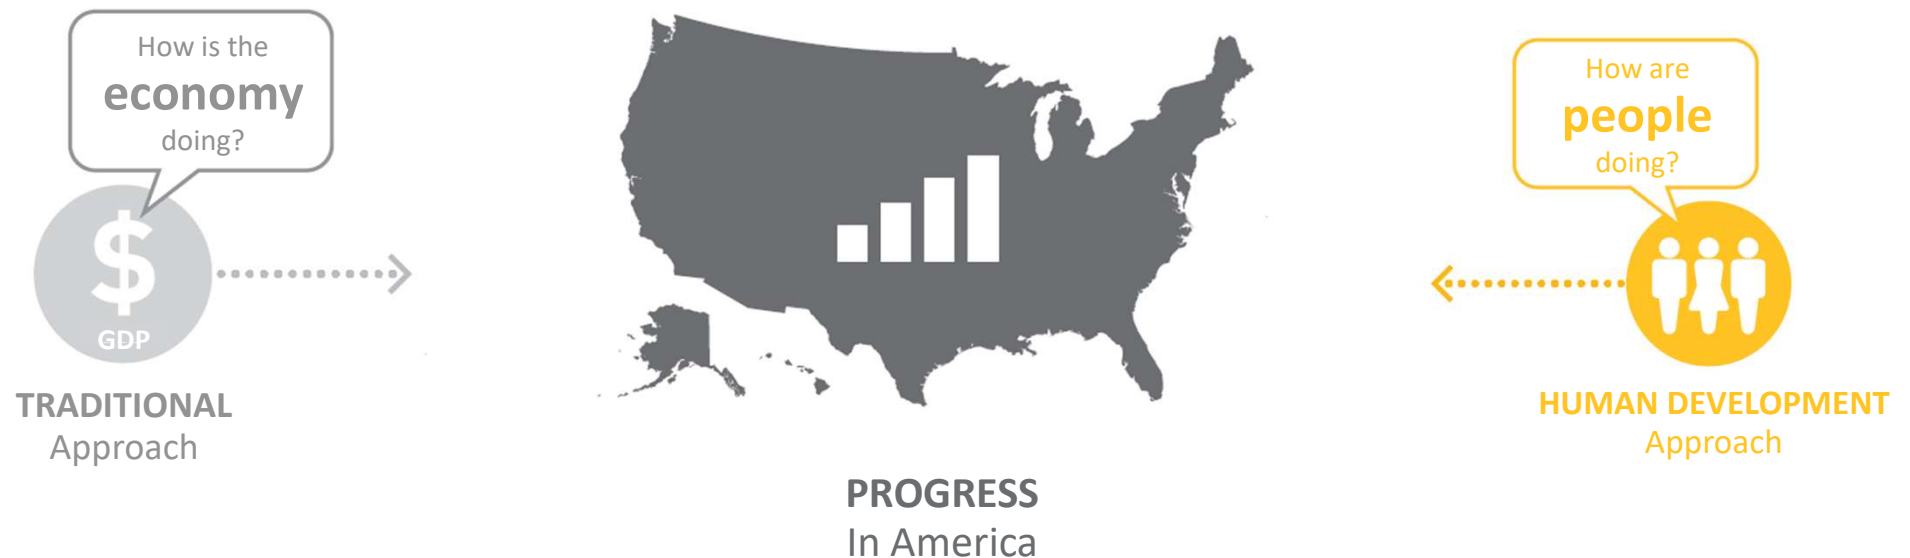 How is the
economy
doing?
$
GDP
TRADITIONAL
Approach
PROGRESS
In America
How are
people
doing?
HUMAN DEVELOPMENT
Approach